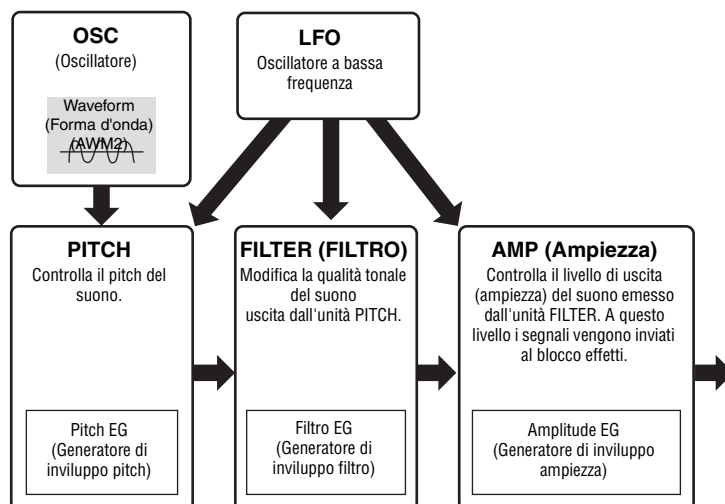 OSC
(Oscillatore)
Waveform
(Forma d'onda)
(AWM2)
LFO
Oscillatore a bassa
frequenza
PITCH
Controlla il pitch del
suono.
Pitch EG
(Generatore di
inviluppo pitch)
FILTER (FILTRO)
Modifica la qualità tonale
del suono
uscita dall'unità PITCH.
Filtro EG
(Generatore di
inviluppo filtro)
AMP (Ampiezza)
Controlla il livello di uscita
(ampiezza) del suono emesso
dall'unità FILTER. A questo
livello i segnali vengono inviati
al blocco effetti.
Amplitude EG
(Generatore di inviluppo
ampiezza)